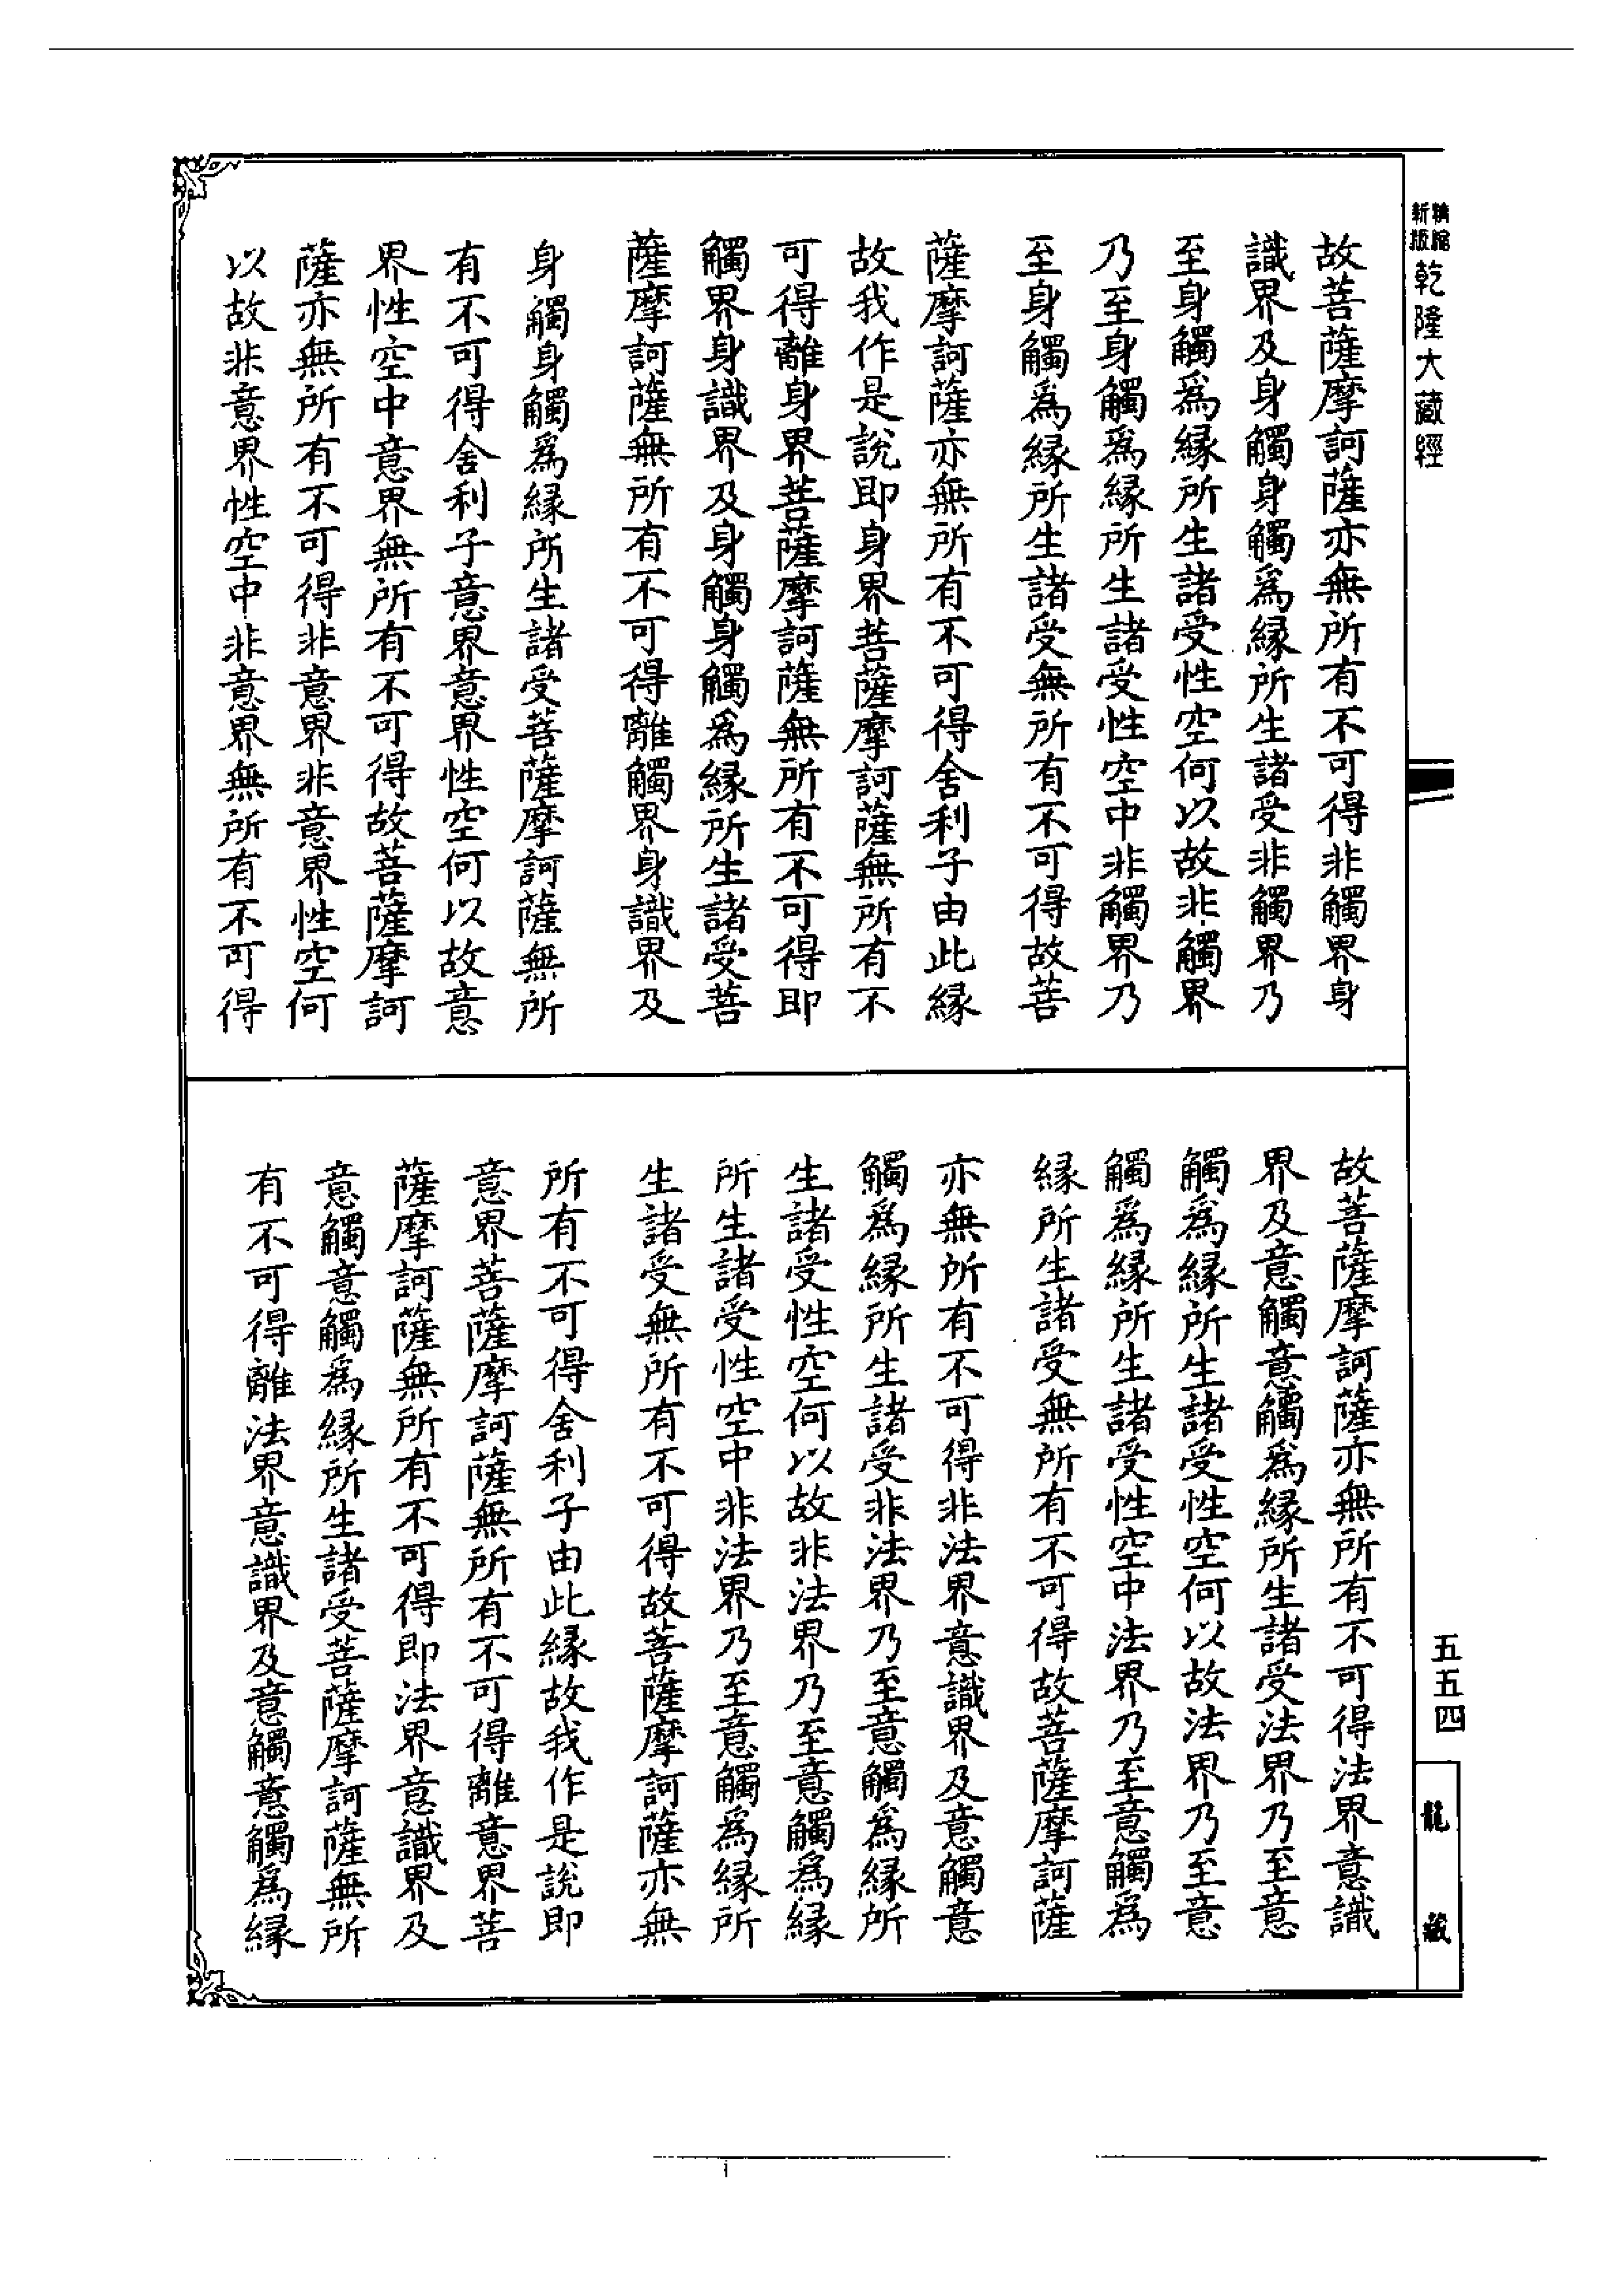 新縮
版縮
乾隆大藏經
故菩薩摩訶薩亦無所有不可得非觸界身
識界及身觸身觸爲緣所生諸受非觸界乃
至身觸爲緣所生諸受性空何以故非觸界
乃至身觸爲緣所生諸受性空中非觸界乃
至身觸爲緣所生諸受無所有不可得故菩
薩摩訶薩亦無所有不可得舍利子由此緣
故我作是說即身界菩薩摩訶薩無所有不
可得離身界菩薩摩訶薩無所有不可得即
觸界身識界及身觸身觸爲緣所生諸受菩
薩摩訶薩無所有不可得離觸界身識界及
身觸身觸爲緣所生諸受菩薩摩訶薩無所
有不可得舍利子意界意界性空何以故意
界性空中意界無所有不可得故菩薩摩訶
薩亦無所有不可得非意界非意界性空何
以故非意界性空中非意界無所有不可得
故菩薩摩訶薩亦無所有不可得法界意識
界及意觸意觸爲緣所生諸受法界乃至意
觸爲緣所生諸受性空何以故法界乃至意
觸爲緣所生諸受性空中法界乃至意觸爲
緣所生諸受無所有不可得故菩薩摩訶薩
亦無所有不可得非法界意識界及意觸意
觸爲緣所生諸受非法界乃至意觸爲緣所
生諸受性空何以故非法界乃至意觸爲緣
所生諸受性空中非法界乃至意觸爲緣所
生諸受無所有不可得故菩薩摩訶薩亦無
所有不可得舍利子由此緣故我作是說即
意界菩薩摩訶薩無所有不可得離意界菩
薩摩訶薩無所有不可得即法界意識界及
意觸意觸爲緣所生諸受菩薩摩訶薩無所
有不可得離法界意識界及意觸意觸爲緣
五五四
龍藏